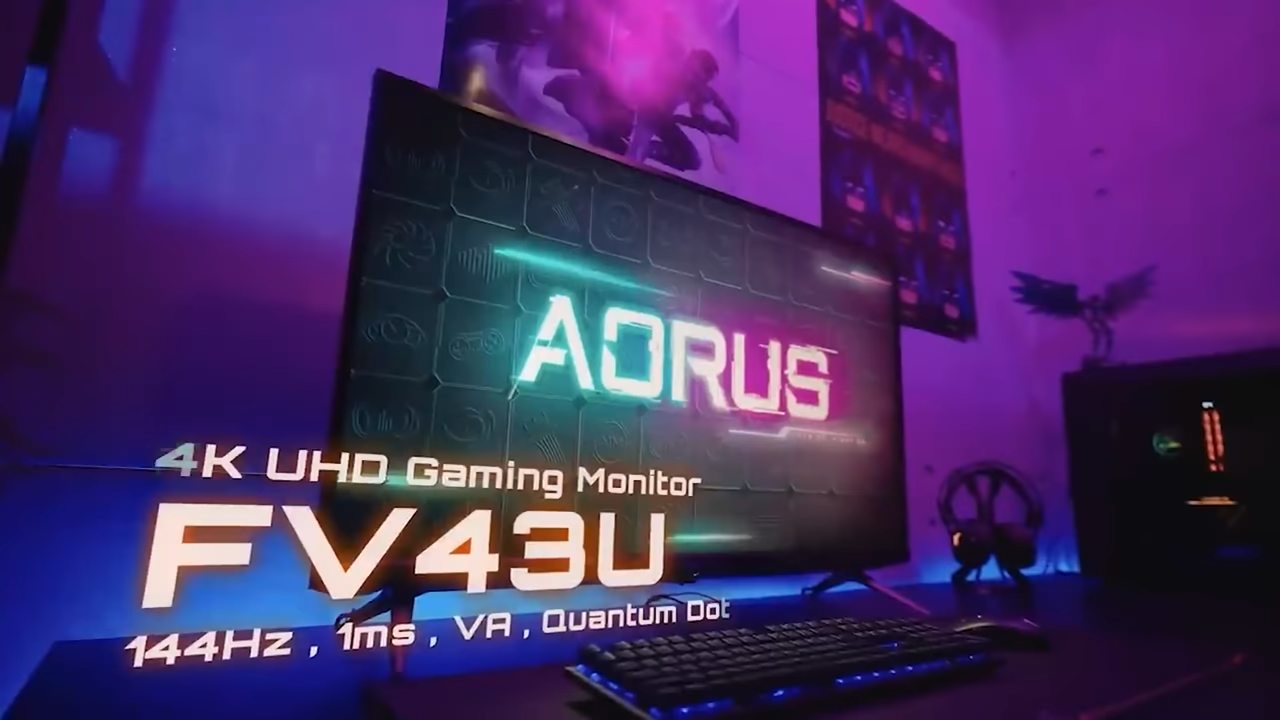 AORUS
4K UHD Gaming Monitor
FV43U
144Hz , 1ms , VA , Quantum Dot